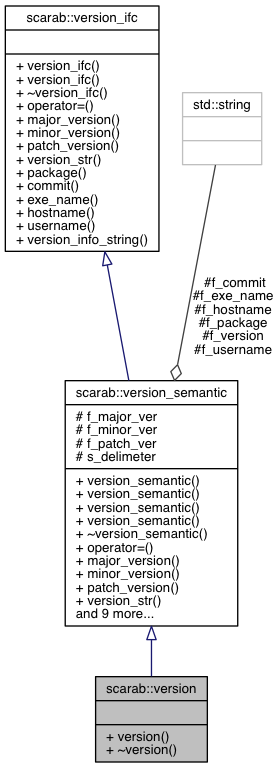 scarab::version_ifc
+ version_ifc()
+ version_ifc()
+ ~version_ifc()
+ operator=()
+ major_version()
+ minor_version()
+ patch_version()
+ version_str()
+ package()
+ commit()
+ exe_name()
+ hostname()
+ username()
+ version_info_string()
std::string
#f_commit
#f_exe_name
#f_hostname
#f_package
#f_version
#f_username
scarab::version_semantic
# f_major_ver
# f_minor_ver
# f_patch_ver
# s_delimeter
+ version_semantic()
+ version_semantic()
+ version_semantic()
+ version_semantic()
+ ~version_semantic()
+ operator=()
+ major_version()
+ minor_version()
+ patch_version()
+ version_str()
and 9 more...
scarab::version
+ version()
+ ~version()